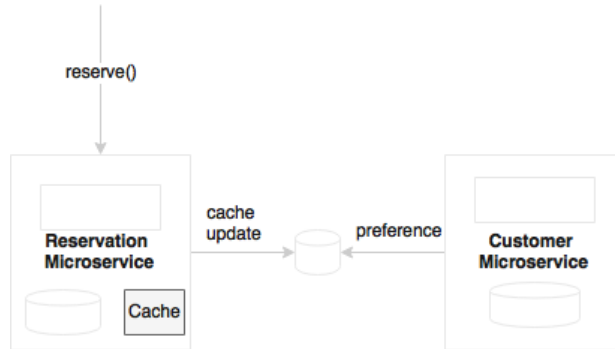 reserve()
Reservation
Microservice
Cache
cache
update
preference
Customer
Microservice